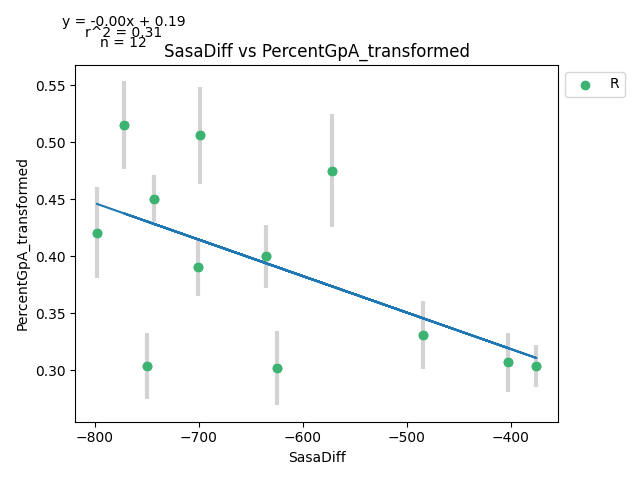 y = -0.00x + 0.19
r^2 = 0.31
n = 12
SasaDiff vs PercentGpA_transformed
R
0.55
0.50
0.45
0.40
0.35
0.30
PercentGpA_transformed
−800 −700 −600 −500 −400
SasaDiff